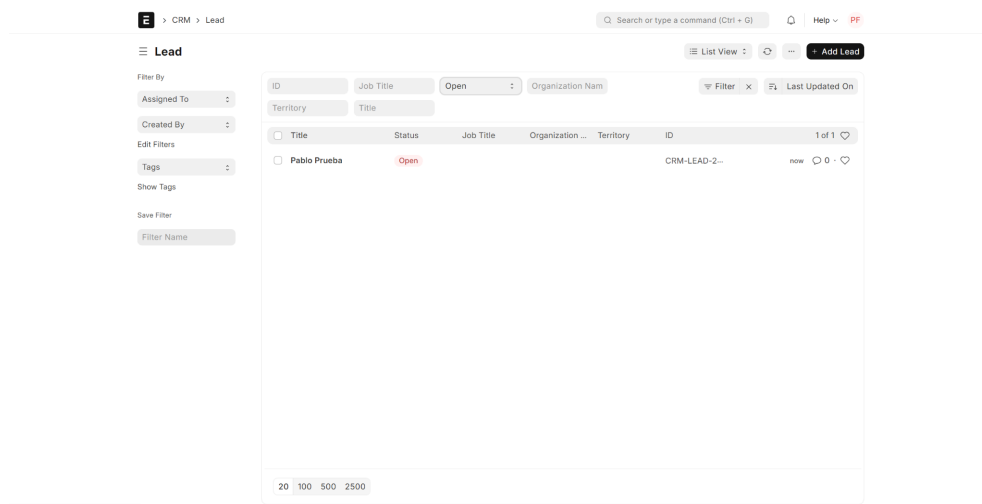 E > CRM > Lead
Search or type a command (Ctrl + G)
Help
PF
Lead
List View
...
+ Add Lead
Filter By
Assigned To
Created By
Edit Filters
Tags
Show Tags
Save Filter
Filter Name
ID
Job Title
Open
Organization Nam
Filter
×
Last Updated On
Territory
Title
Title Status Job Title Organization ... Territory ID 1 of 1
Pablo Prueba Open CRM-LEAD-2... now 0 ·
20 100 500 2500